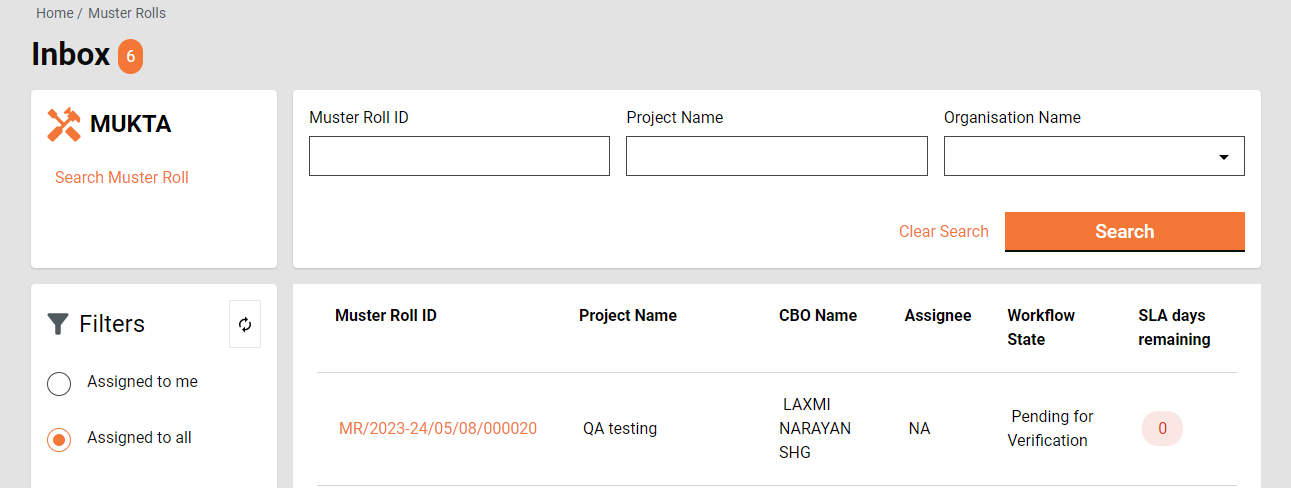 Home / Muster Rolls
Inbox 6
MUKTA
Search Muster Roll
Muster Roll ID
Project Name
Organisation Name
Clear Search
Search
Filters
Assigned to me
Assigned to all
Muster Roll ID
Project Name
CBO Name
Assignee
Workflow
State
SLA days
remaining
MR/2023-24/05/08/000020
QA testing
LAXMI
NARAYAN
SHG
NA
Pending for
Verification
0